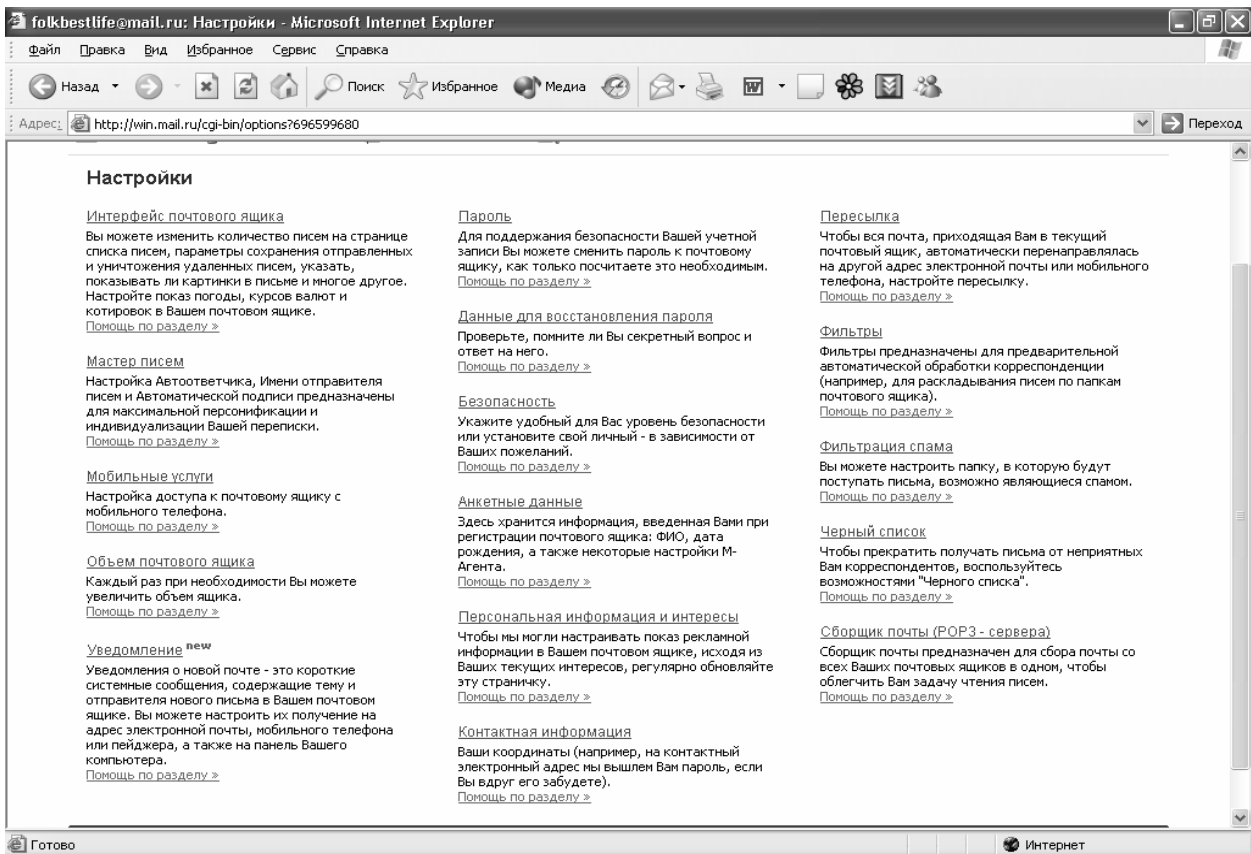 folkbestlife@mail.ru: Настройки - Microsoft Internet Explorer
Файл Правка Вид Избранное Сервис Справка
Назад Поиск Избранное Медиа
Адрес: http://win.mail.ru/cgi-bin/options?696599680 Переход
Настройки
Интерфейс почтового ящика
Вы можете изменить количество писем на странице
списка писем, параметры сохранения отправленных
и уничтожения удаленных писем, указать,
показывать ли картинки в письме и многое другое.
Настройте показ погоды, курсов валют и
котировок в Вашем почтовом ящике.
Помощь по разделу »
Мастер писем
Настройка Автоответчика, Имени отправителя
писем и Автоматической подписи предназначены
для максимальной персонификации и
индивидуализации Вашей переписки.
Помощь по разделу »
Мобильные услуги
Настройка доступа к почтовому ящику с
мобильного телефона.
Помощь по разделу »
Объем почтового ящика
Каждый раз при необходимости Вы можете
увеличить объем ящика.
Помощь по разделу »
Уведомление new
Уведомления о новой почте - это короткие
системные сообщения, содержащие тему и
отправителя нового письма в Вашем почтовом
ящике. Вы можете настроить их получение на
адрес электронной почты, мобильного телефона
или пейджера, а также на панель Вашего
компьютера.
Помощь по разделу »
Пароль
Для поддержания безопасности Вашей учетной
записи Вы можете сменить пароль к почтовому
ящику, как только посчитаете это необходимым.
Помощь по разделу »
Данные для восстановления пароля
Проверьте, помните ли Вы секретный вопрос и
ответ на него.
Помощь по разделу »
Безопасность
Укажите удобный для Вас уровень безопасности
или установите свой личный - в зависимости от
Ваших пожеланий.
Помощь по разделу »
Анкетные данные
Здесь хранится информация, введенная Вами при
регистрации почтового ящика: ФИО, дата
рождения, а также некоторые настройки М-
Агента.
Помощь по разделу »
Персональная информация и интересы
Чтобы мы могли настраивать показ рекламной
информации в Вашем почтовом ящике, исходя из
Ваших текущих интересов, регулярно обновляйте
эту страничку.
Помощь по разделу »
Контактная информация
Ваши координаты (например, на контактный
электронный адрес мы вышлем Вам пароль, если
Вы вдруг его забудете).
Помощь по разделу »
Пересылка
Чтобы вся почта, приходящая Вам в текущий
почтовый ящик, автоматически перенаправлялась
на другой адрес электронной почты или мобильного
телефона, настройте пересылку.
Помощь по разделу »
Фильтры
Фильтры предназначены для предварительной
автоматической обработки корреспонденции
(например, для раскладывания писем по папкам
почтового ящика).
Помощь по разделу »
Фильтрация спама
Вы можете настроить папку, в которую будут
поступать письма, возможно являющиеся спамом.
Помощь по разделу »
Черный список
Чтобы прекратить получать письма от неприятных
Вам корреспондентов, воспользуйтесь
возможностями "Черного списка".
Помощь по разделу »
Сборщик почты (POP3 - сервера)
Сборщик почты предназначен для сбора почты со
всех Ваших почтовых ящиков в одном, чтобы
облегчить Вам задачу чтения писем.
Помощь по разделу »
Готово Интернет